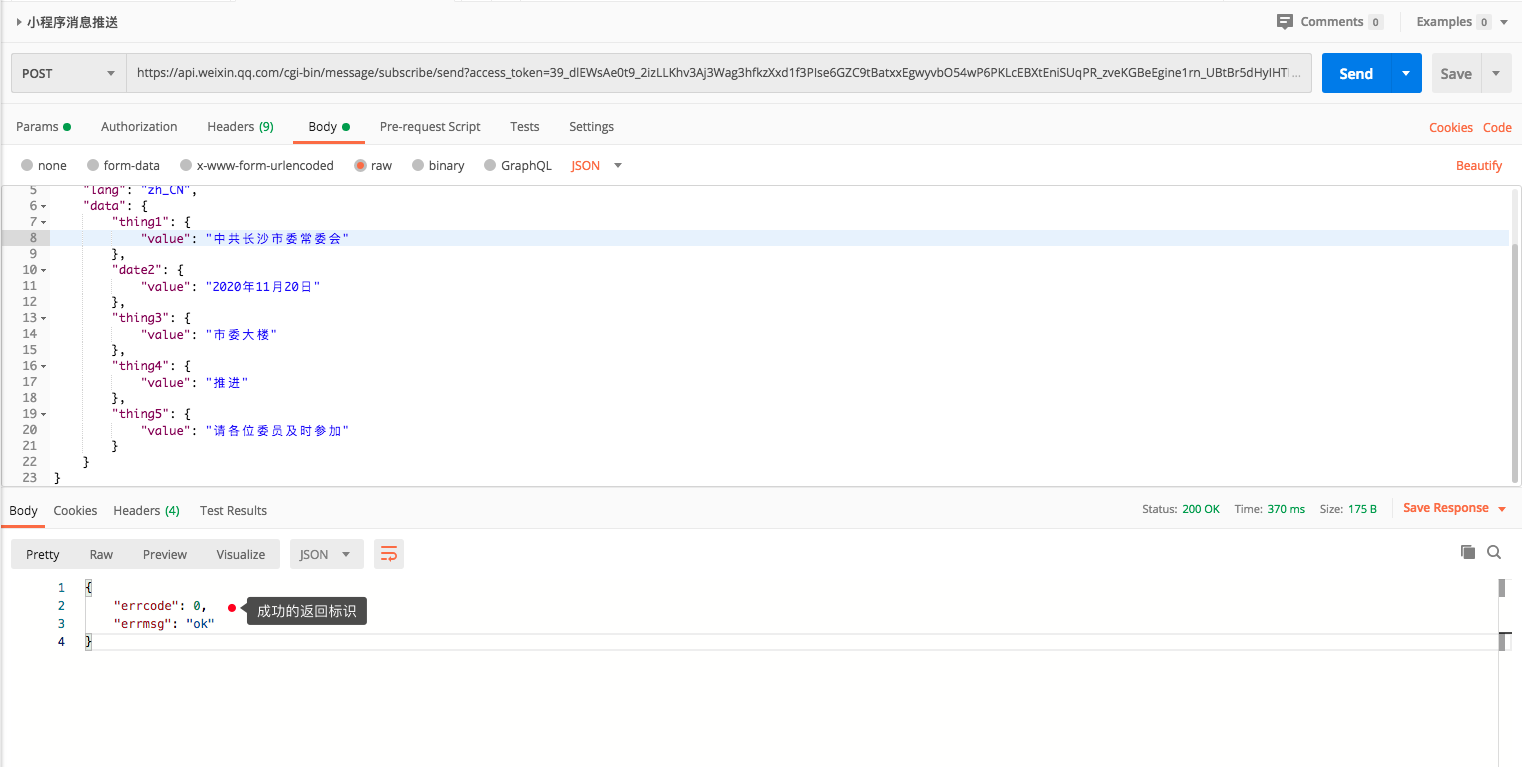 小程序消息推送
Comments 0 Examples 0
POST https://api.weixin.qq.com/cgi-bin/message/subscribe/send?access_token=39_dlEWsAe0t9_2izLLKhv3Aj3Wag3hfkzXxd1f3PIse6GZC9tBatxxEgwyvbO54wP6PKLcEBXtEniSUqPR_zveKGBeEgine1rn_UBtBr5dHyIHTI... Send Save
Params Authorization Headers (9) Body Pre-request Script Tests Settings Cookies Code
none form-data x-www-form-urlencoded raw binary GraphQL JSON Beautify
5 "lang": "zh_CN",
6 "data": {
7 "thing1": {
8 "value": "中共长沙市委常委会"
9 },
10 "date2": {
11 "value": "2020年11月20日"
12 },
13 "thing3": {
14 "value": "市委大楼"
15 },
16 "thing4": {
17 "value": "推进"
18 },
19 "thing5": {
20 "value": "请各位委员及时参加"
21 }
22 }
23 }
Body Cookies Headers (4) Test Results Status: 200 OK Time: 370 ms Size: 175 B Save Response
Pretty Raw Preview Visualize JSON
1 {
2 "errcode": 0, 成功的返回标识
3 "errmsg": "ok"
4 }